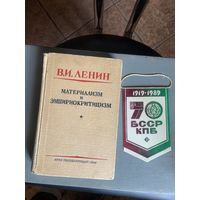 В.И.ЛЕНИН
МАТЕРИАЛИЗМ
И
ЭМПИРИОКРИТИЦИЗМ
1919-1989
70
БССР
КПБ